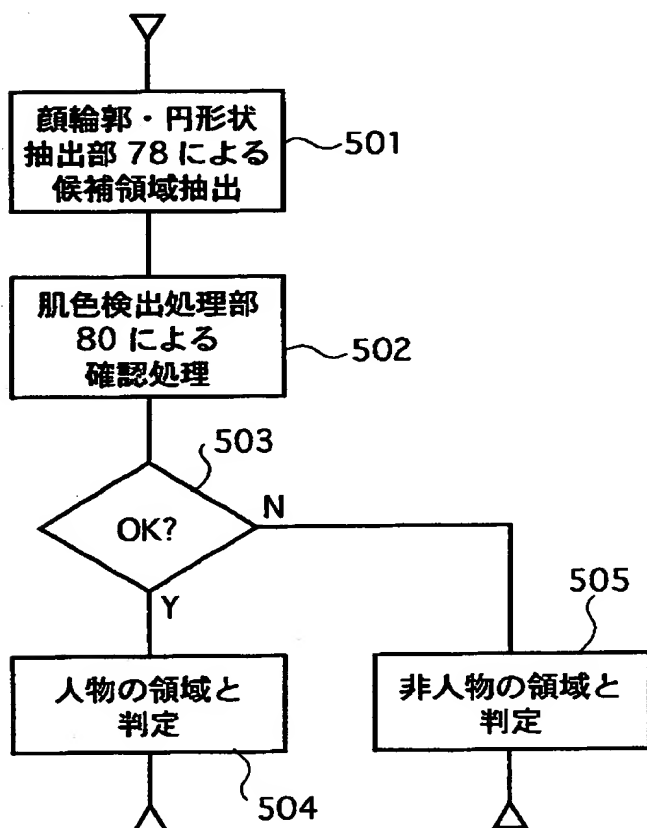 顔輪郭・円形状
抽出部 78 による
候補領域抽出
501
肌色検出処理部
80 による
確認処理
502
503
OK?
N
Y
505
人物の領域と
判定
504
非人物の領域と
判定